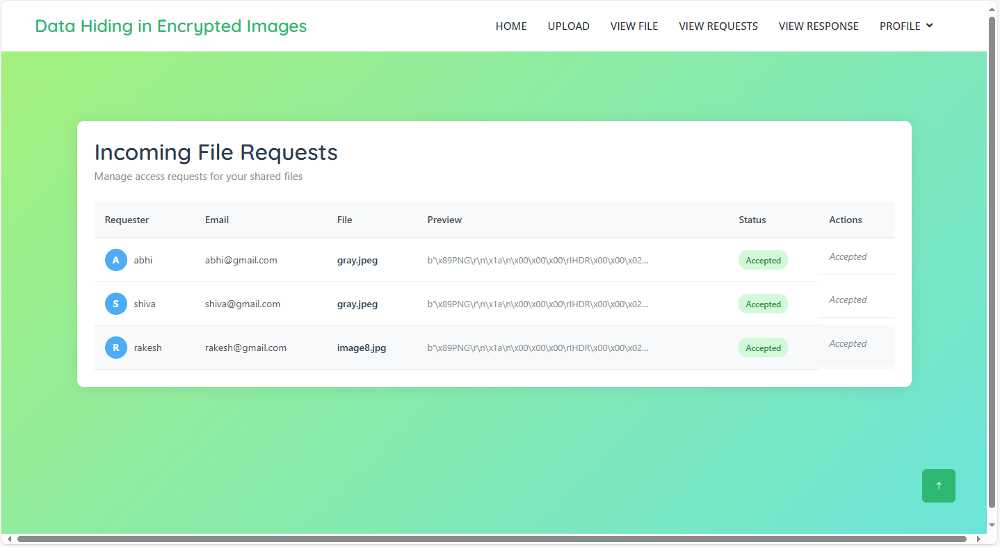 Data Hiding in Encrypted Images HOME UPLOAD VIEW FILE VIEW REQUESTS VIEW RESPONSE PROFILE
Incoming File Requests
Manage access requests for your shared files
Requester Email File Preview Status Actions
A abhi abhi@gmail.com gray.jpeg b'\x89PNG\r\n\x1a\n\x00\x00\x00\rIHDR\x00\x00\x02... Accepted Accepted
S shiva shiva@gmail.com gray.jpeg b'\x89PNG\r\n\x1a\n\x00\x00\x00\rIHDR\x00\x00\x02... Accepted Accepted
R rakesh rakesh@gmail.com image8.jpg b'\x89PNG\r\n\x1a\n\x00\x00\x00\rIHDR\x00\x00\x02... Accepted Accepted